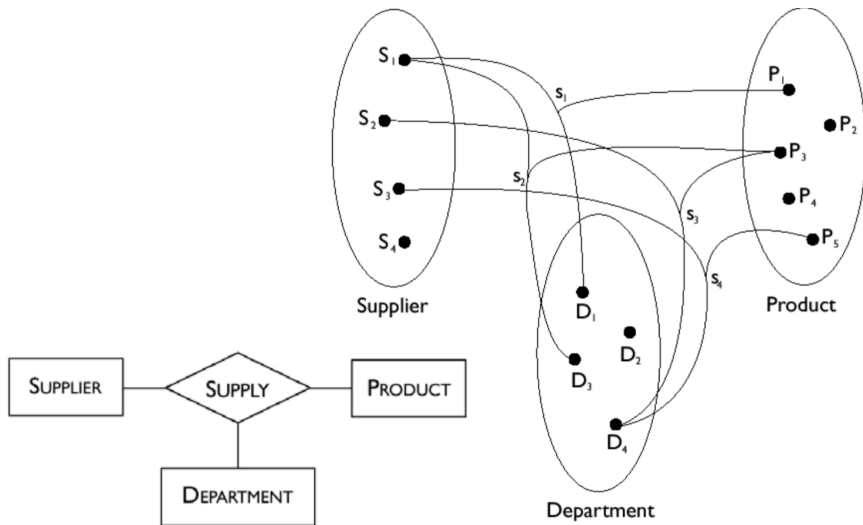 S₁
S₂
S₃
S₄
Supplier
s₁
s₂
s₃
s₄
P₁
P₂
P₃
P₄
P₅
Product
D₁
D₂
D₃
D₄
Department
SUPPLIER
SUPPLY
PRODUCT
DEPARTMENT